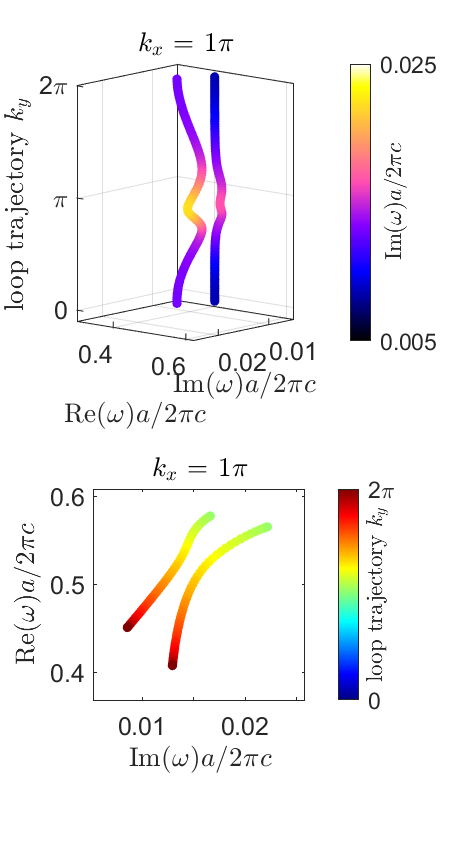 k_x = 1π
2π
π
0
loop trajectory k_y
0.4
0.6
0.02
0.01
Re(ω)a/2πc
Im(ω)a/2πc
0.025
0.005
Im(ω)a/2πc
k_x = 1π
0.6
0.5
0.4
Re(ω)a/2πc
0.01
0.02
Im(ω)a/2πc
2π
0
loop trajectory k_y